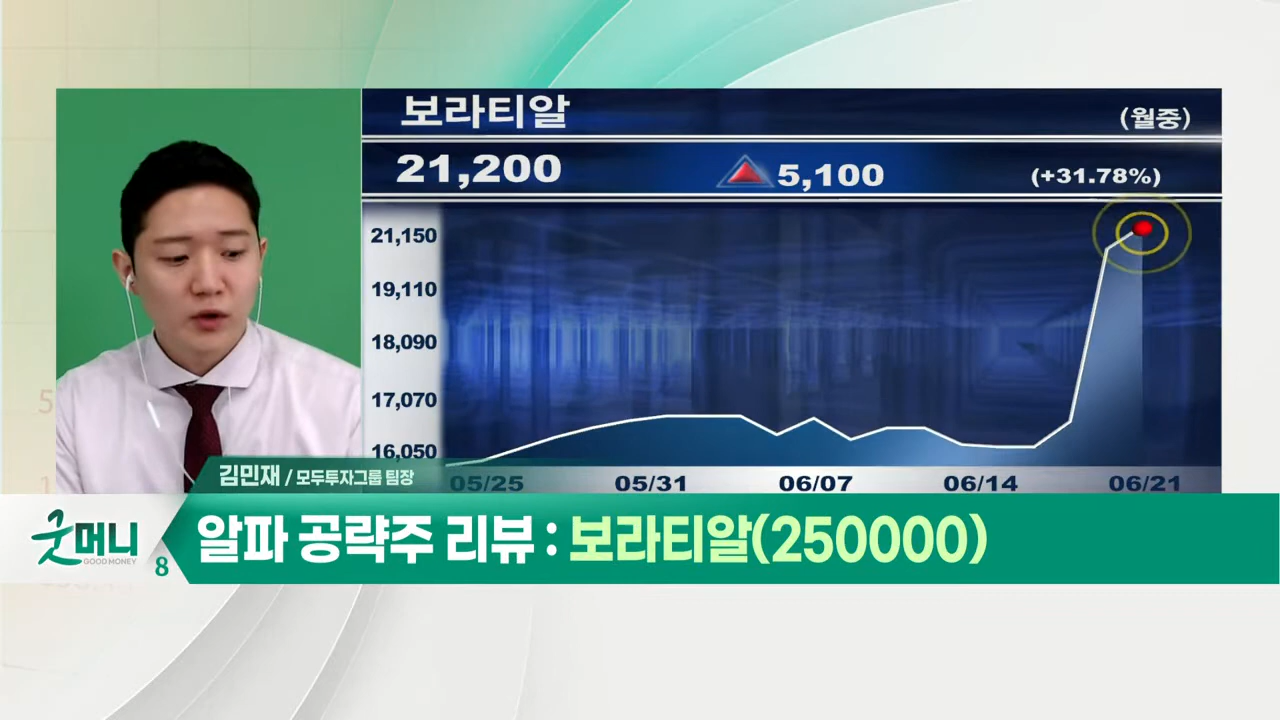 보라티알
(월중)
21,200
5,100
(+31.78%)
21,150
19,110
18,090
17,070
16,050
05/25 05/31 06/07 06/14 06/21
김민재 / 모두투자그룹 팀장
굿머니
GOOD MONEY
8
알파 공략주 리뷰 : 보라티알(250000)
5
1